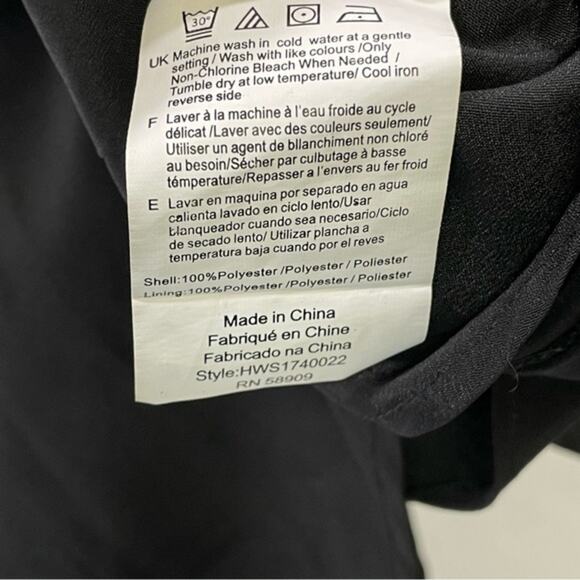 30°
UK Machine wash in cold water at a gentle
setting / Wash with like colours /Only
Non-Chlorine Bleach When Needed /
Tumble dry at low temperature/ Cool iron
reverse side
F Laver à la machine à l'eau froide au cycle
délicat /Laver avec des couleurs seulement/
Utiliser un agent de bllanchiment non chloré
au besoin/Sécher par culbutage à basse
témperature/Repasser a l'envers au fer froid
E Lavar en maquina por separado en agua
calienta lavado en ciclo lento/Usar
blanqueador cuando sea necesario/Ciclo
de secado lento/ Utilizar plancha a
temperatura baja cuando por el reves
Shell:100%Polyester /Polyester / Poliester
Lining:100%Polyester /Polyester / Poliester
Made in China
Fabriqué en Chine
Fabricado na China
Style:HWS1740022
RN 58909